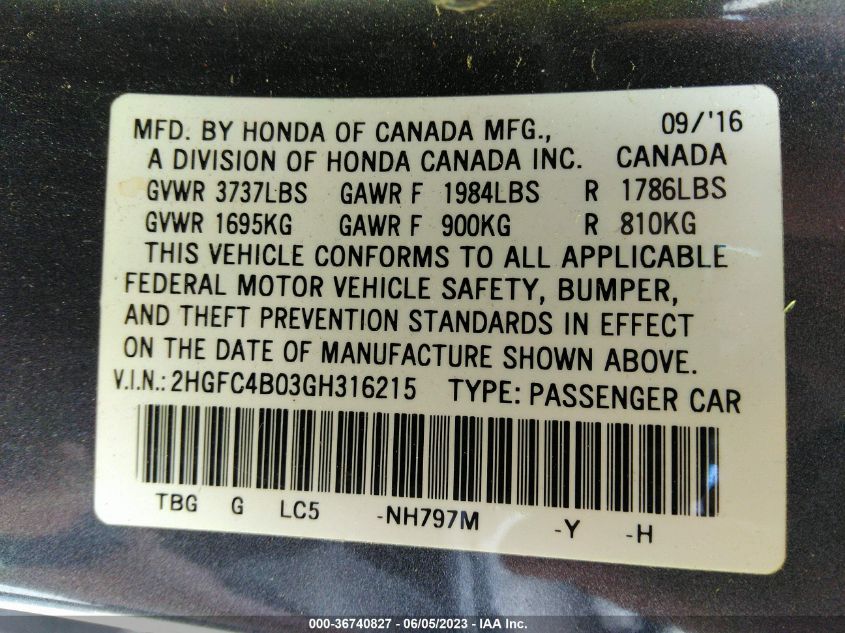 MFD. BY HONDA OF CANADA MFG., 09/'16
A DIVISION OF HONDA CANADA INC. CANADA
GVWR 3737LBS GAWR F 1984LBS R 1786LBS
GVWR 1695KG GAWR F 900KG R 810KG
THIS VEHICLE CONFORMS TO ALL APPLICABLE
FEDERAL MOTOR VEHICLE SAFETY, BUMPER,
AND THEFT PREVENTION STANDARDS IN EFFECT
ON THE DATE OF MANUFACTURE SHOWN ABOVE.
V.I.N.: 2HGFC4B03GH316215 TYPE: PASSENGER CAR
TBG G LC5 -NH797M -Y -H
000-36740827 - 06/05/2023 - IAA Inc.